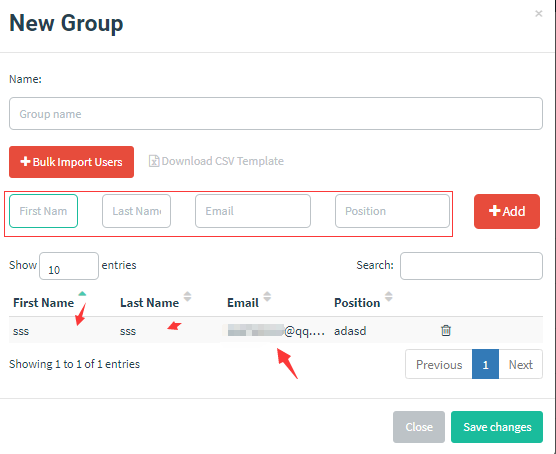 New Group
×
Name:
Group name
Bulk Import Users Download CSV Template
First Nam Last Name Email Position Add
Show 10 entries Search:
First Name Last Name Email Position
sss sss @qq.... adasd
Showing 1 to 1 of 1 entries Previous 1 Next
Close Save changes